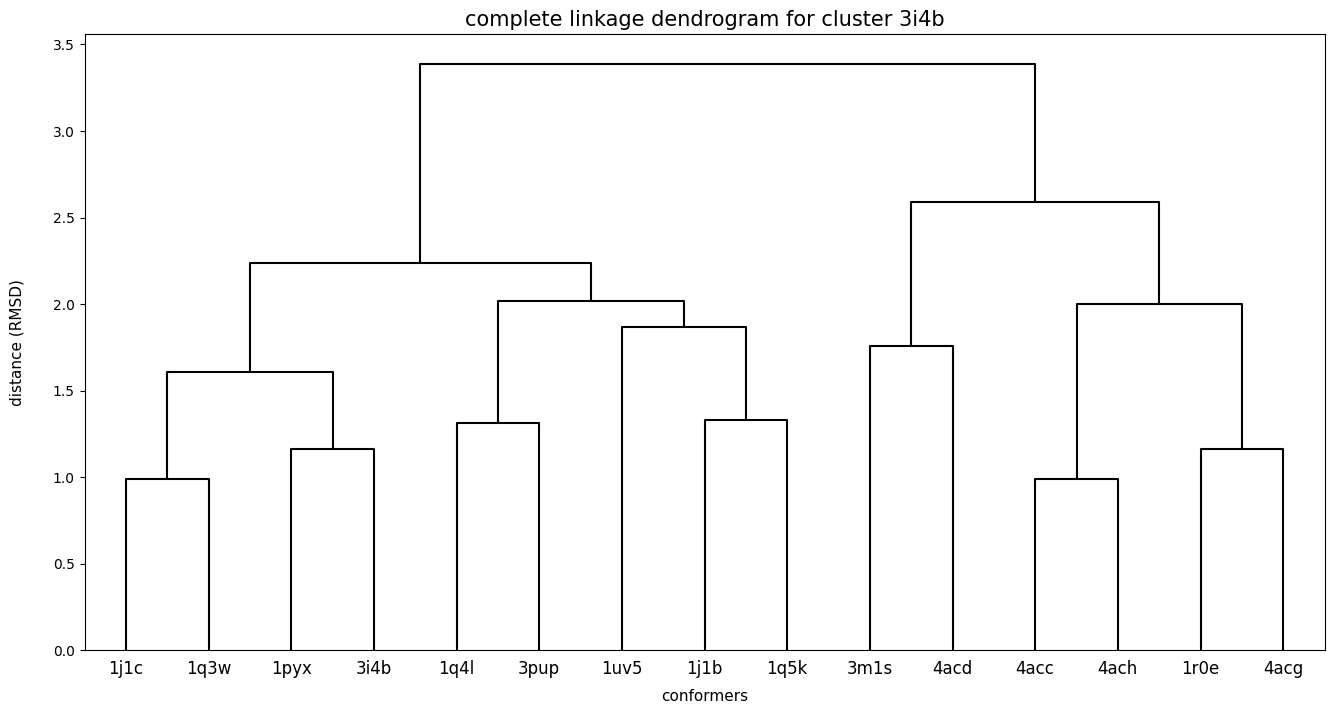 complete linkage dendrogram for cluster 3i4b
3.5
3.0
2.5
2.0
1.5
1.0
0.5
0.0
distance (RMSD)
1j1c 1q3w 1pyx 3i4b 1q4l 3pup 1uv5 1j1b 1q5k 3m1s 4acd 4acc 4ach 1r0e 4acg
conformers